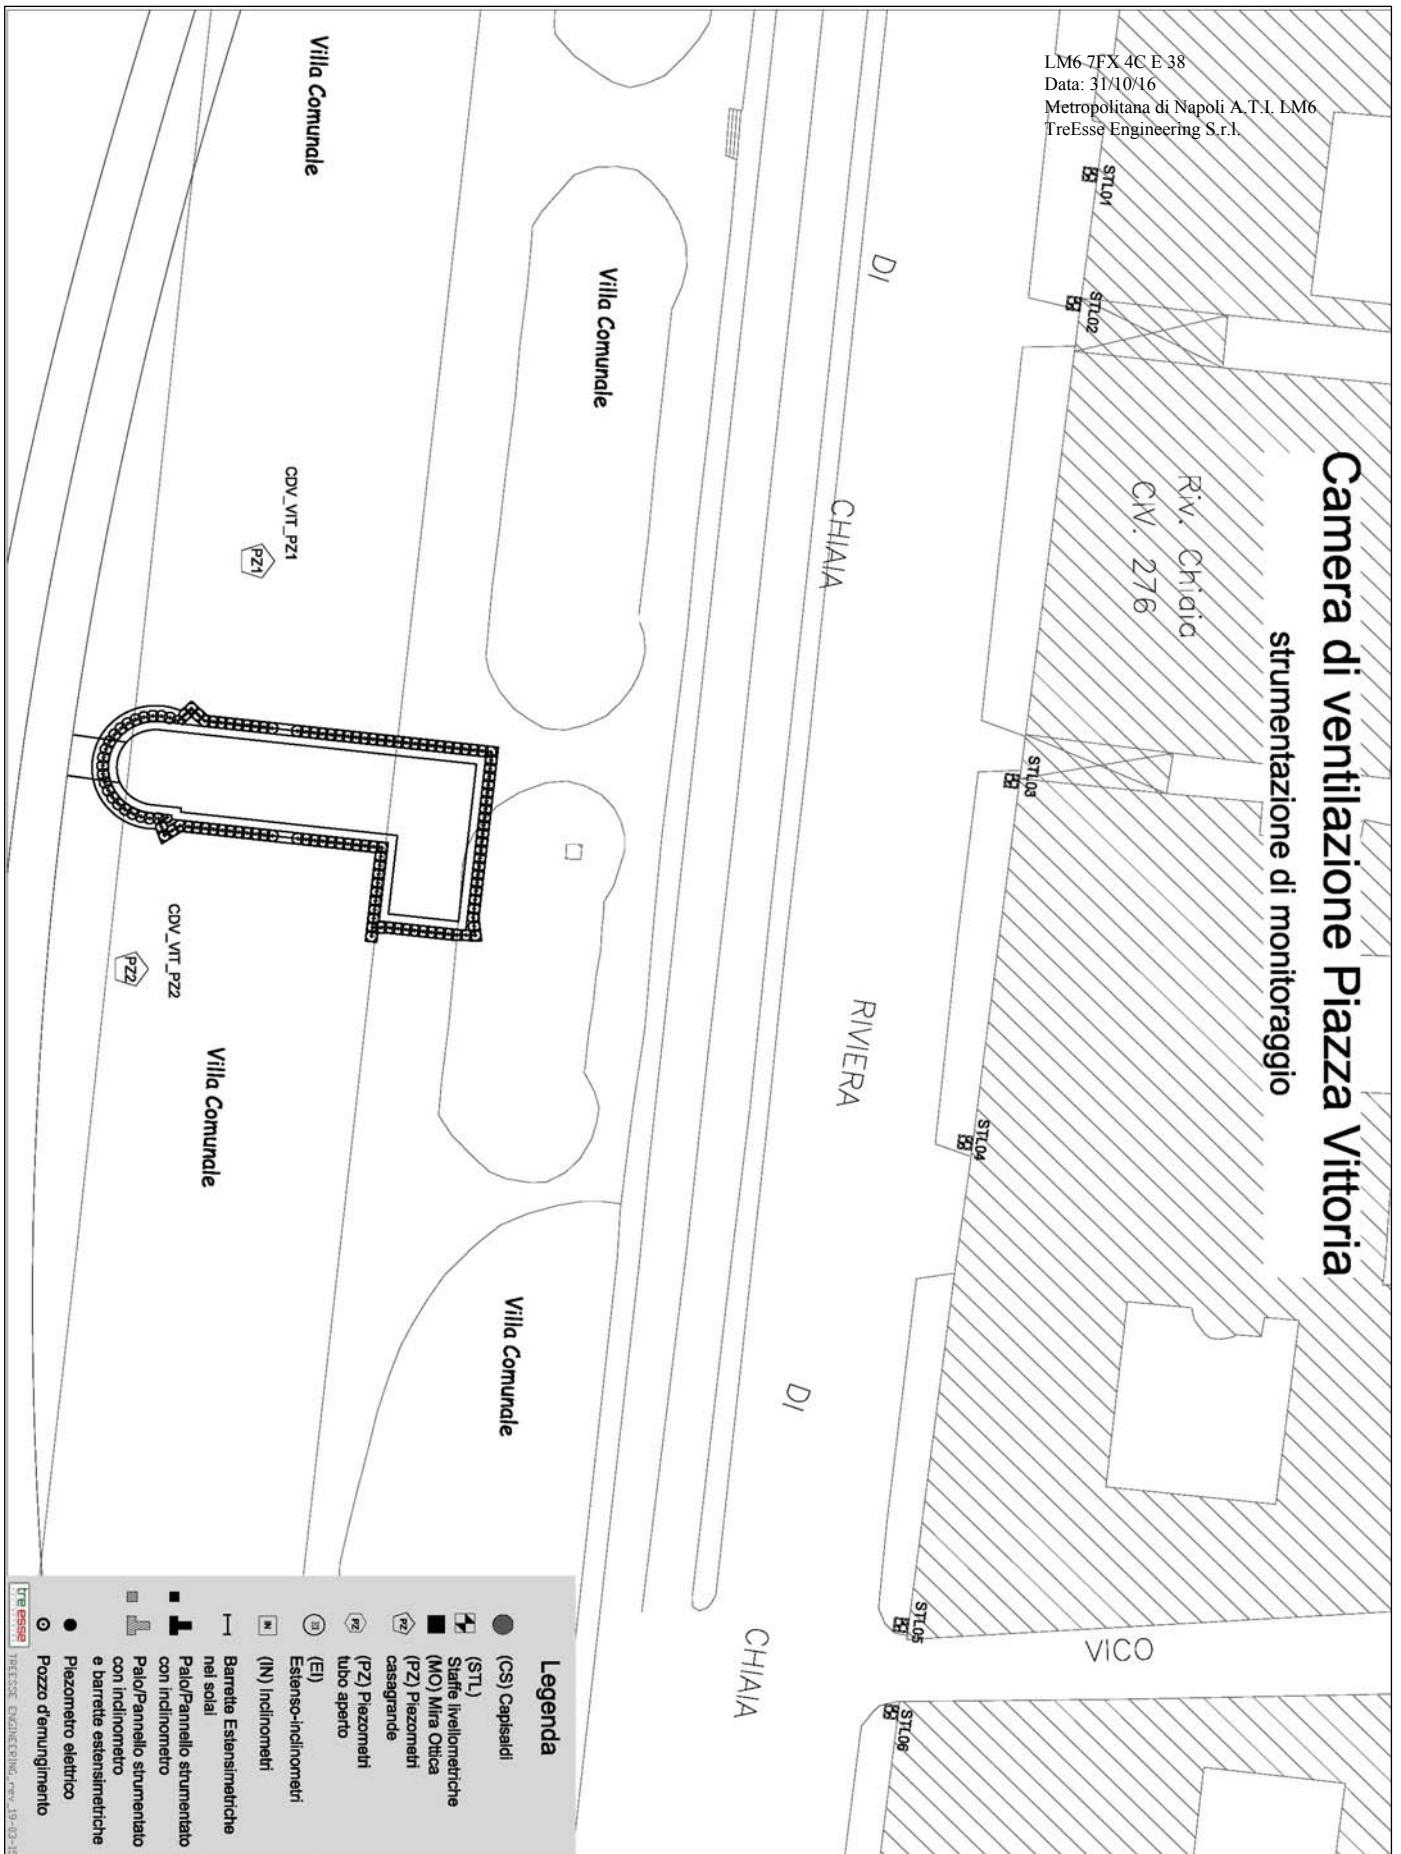 LM6 7FX 4C E 38
Data: 31/10/16
Metropolitana di Napoli A.T.I. LM6
TreEsse Engineering S.r.l.
Camera di ventilazione Piazza Vittoria
strumentazione di monitoraggio
Riv. Chiaia
CIV. 276
STL01
STL02
STL03
STL04
STL05
STL06
VICO
DI
CHIAIA
RIVIERA
DI
CHIAIA
Villa Comunale
Villa Comunale
Villa Comunale
Villa Comunale
CDV_VIT_PZ1
PZ1
CDV_VIT_PZ2
PZ2
Legenda
(CS) Capisaldi
(STL)
Staffe livellometriche
(MO) Mira Ottica
PZ
(PZ) Piezometri
casagrande
PZ
(PZ) Piezometri
tubo aperto
(EI)
Estenso-inclinometri
IN
(IN) Inclinometri
Barrette Estensimetriche
nei solai
Palo/Pannello strumentato
con inclinometro
Palo/Pannello strumentato
con inclinometro
e barrette estensimetriche
Piezometro elettrico
Pozzo d'emungimento
tre esse